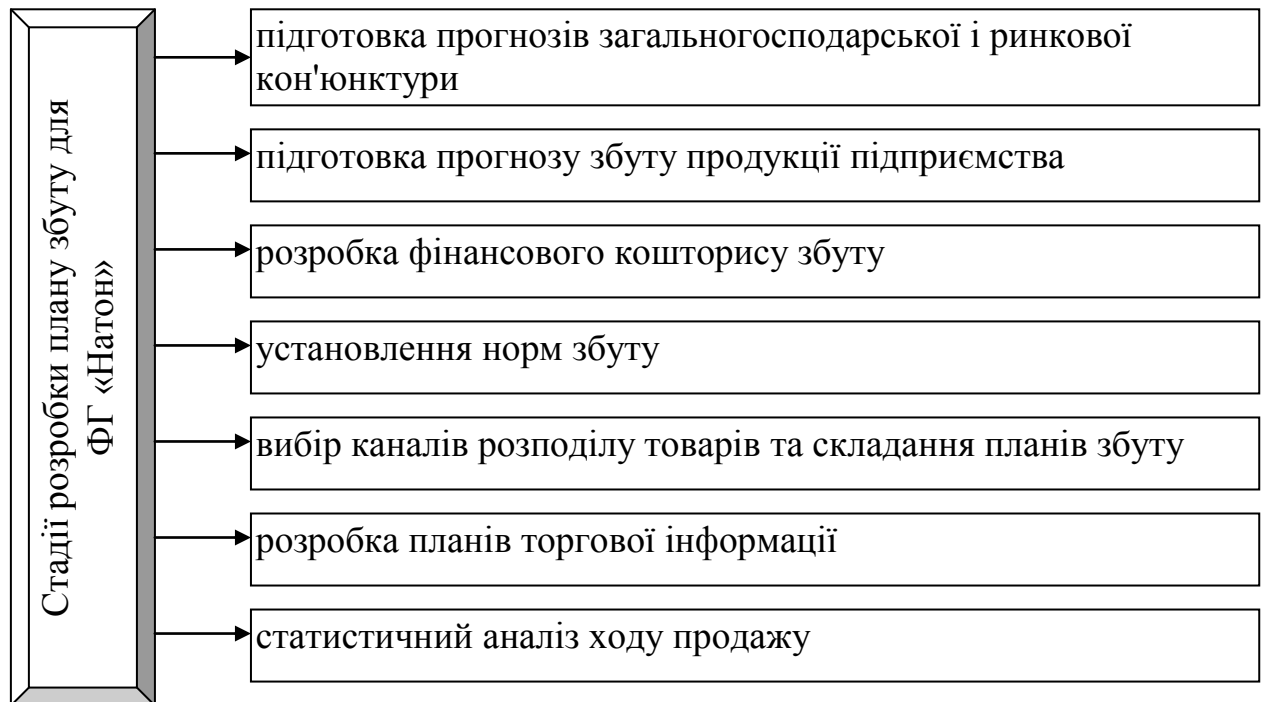 Стадії розробки плану збуту для
ФГ «Натон»
підготовка прогнозів загальногосподарської і ринкової
кон'юнктури
підготовка прогнозу збуту продукції підприємства
розробка фінансового кошторису збуту
установлення норм збуту
вибір каналів розподілу товарів та складання планів збуту
розробка планів торгової інформації
статистичний аналіз ходу продажу